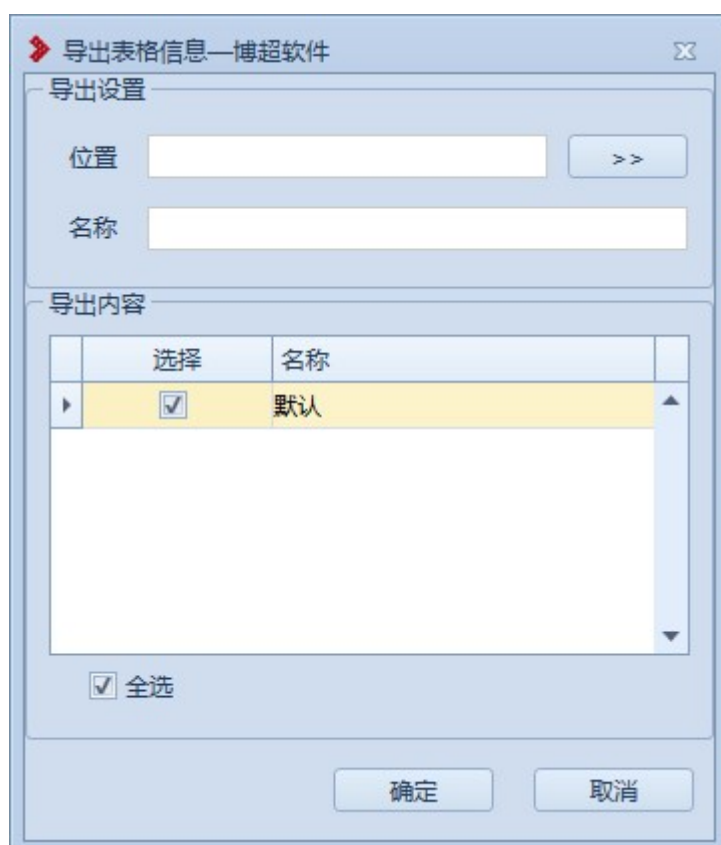 导出表格信息—博超软件
导出设置
位置 >>
名称
导出内容
选择 名称
默认
全选
确定 取消